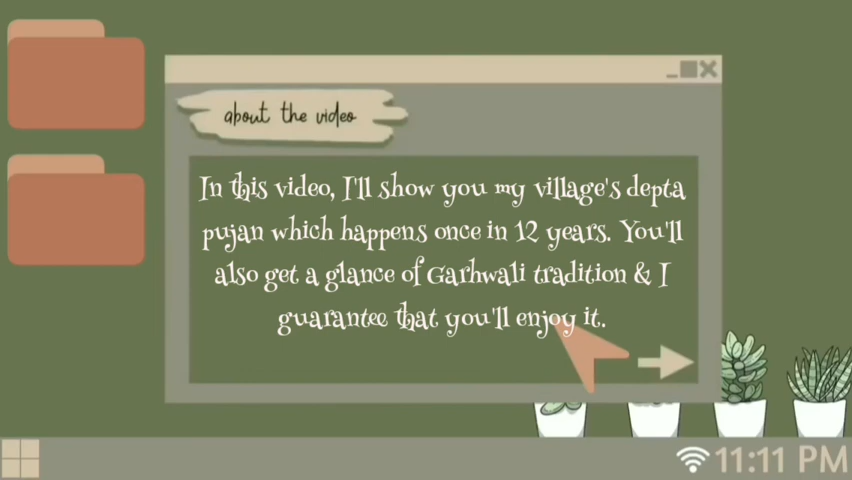 about the video
In this video, I'll show you my village's depta
pujan which happens once in 12 years. You'll
also get a glance of Garhwali tradition & I
guarantee that you'll enjoy it.
11:11 PM